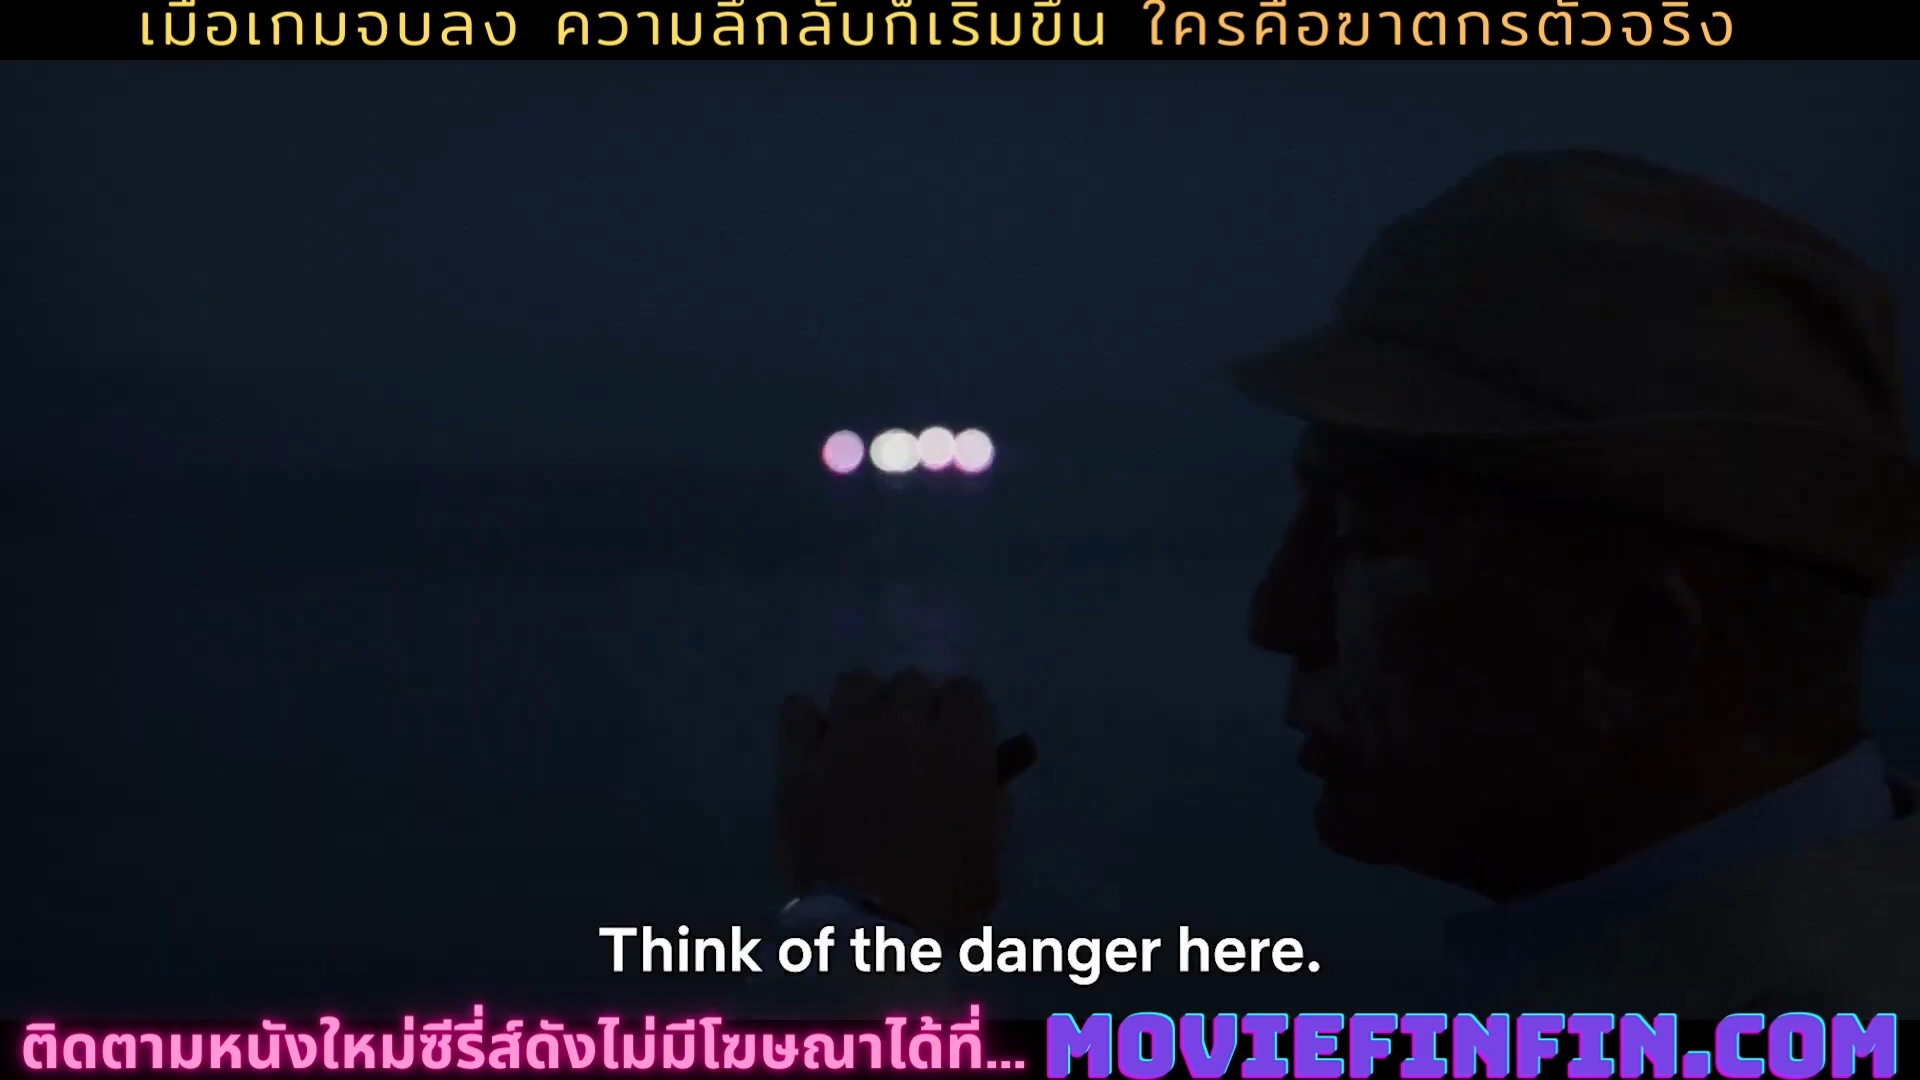 เมื่อเกมจบลง ความลึกลับก็เริ่มขึ้น ใครคือฆาตกรตัวจริง
Think of the danger here.
ติดตามหนังใหม่ซีรี่ส์ดังไม่มีโฆษณาได้ที่... MOVIEFINFIN.COM